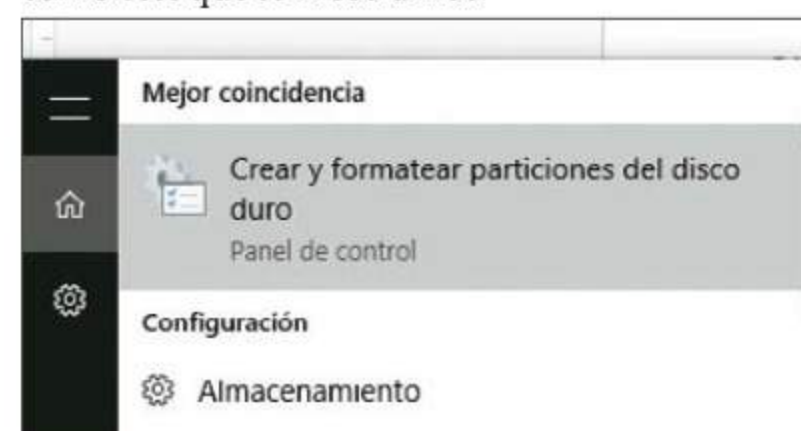 Mejor coincidencia
Crear y formatear particiones del disco
duro
Panel de control
Configuración
Almacenamiento